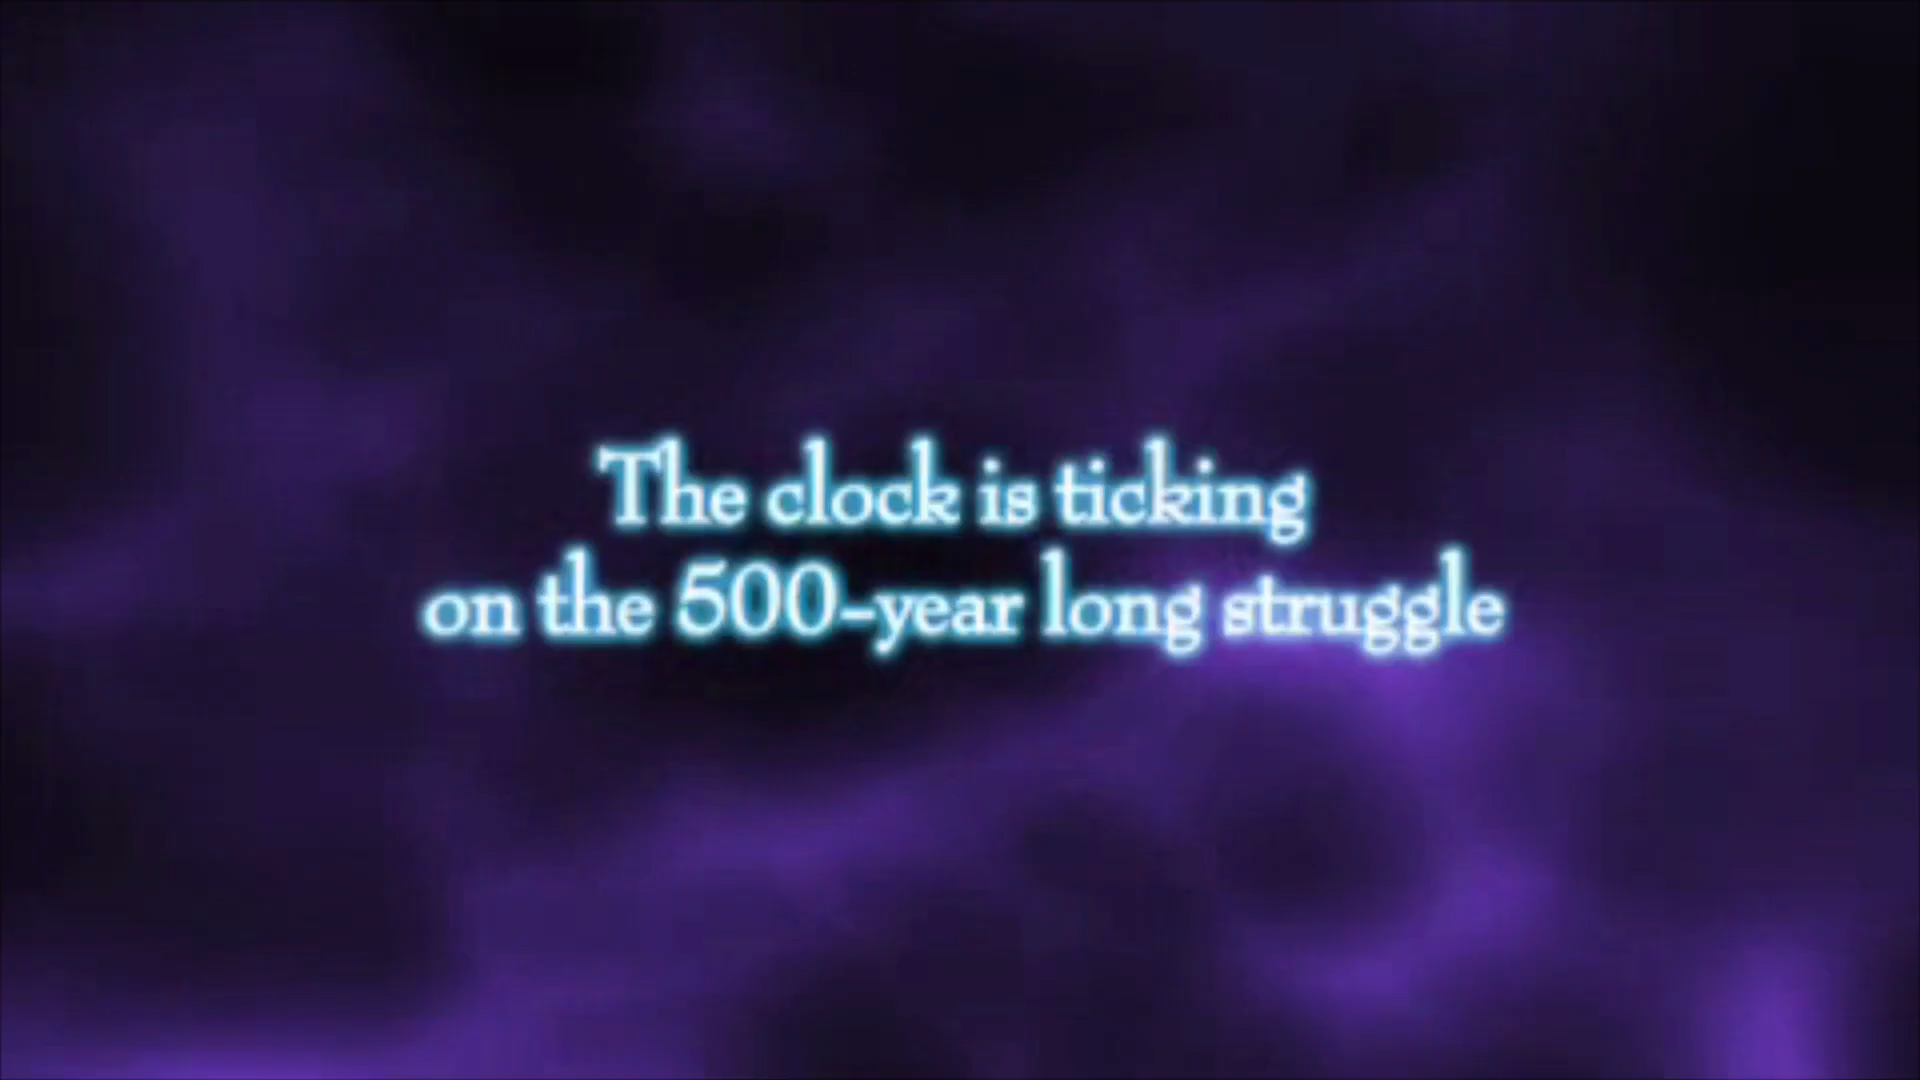 The clock is ticking
on the 500-year long struggle